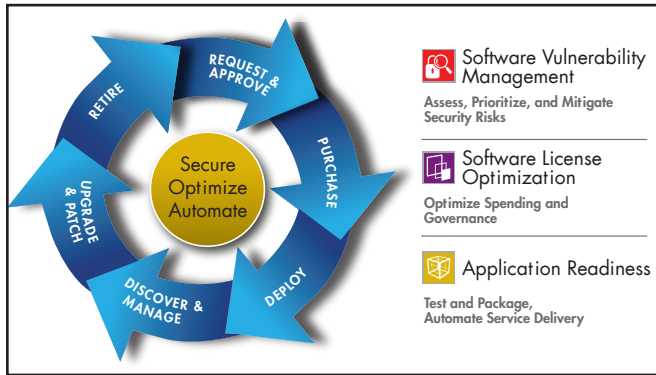 REQUEST &
APPROVE
PURCHASE
DEPLOY
DISCOVER &
MANAGE
UPGRADE
& PATCH
RETIRE
Secure
Optimize
Automate
Software Vulnerability
Management
Assess, Prioritize, and Mitigate
Security Risks
Software License
Optimization
Optimize Spending and
Governance
Application Readiness
Test and Package,
Automate Service Delivery